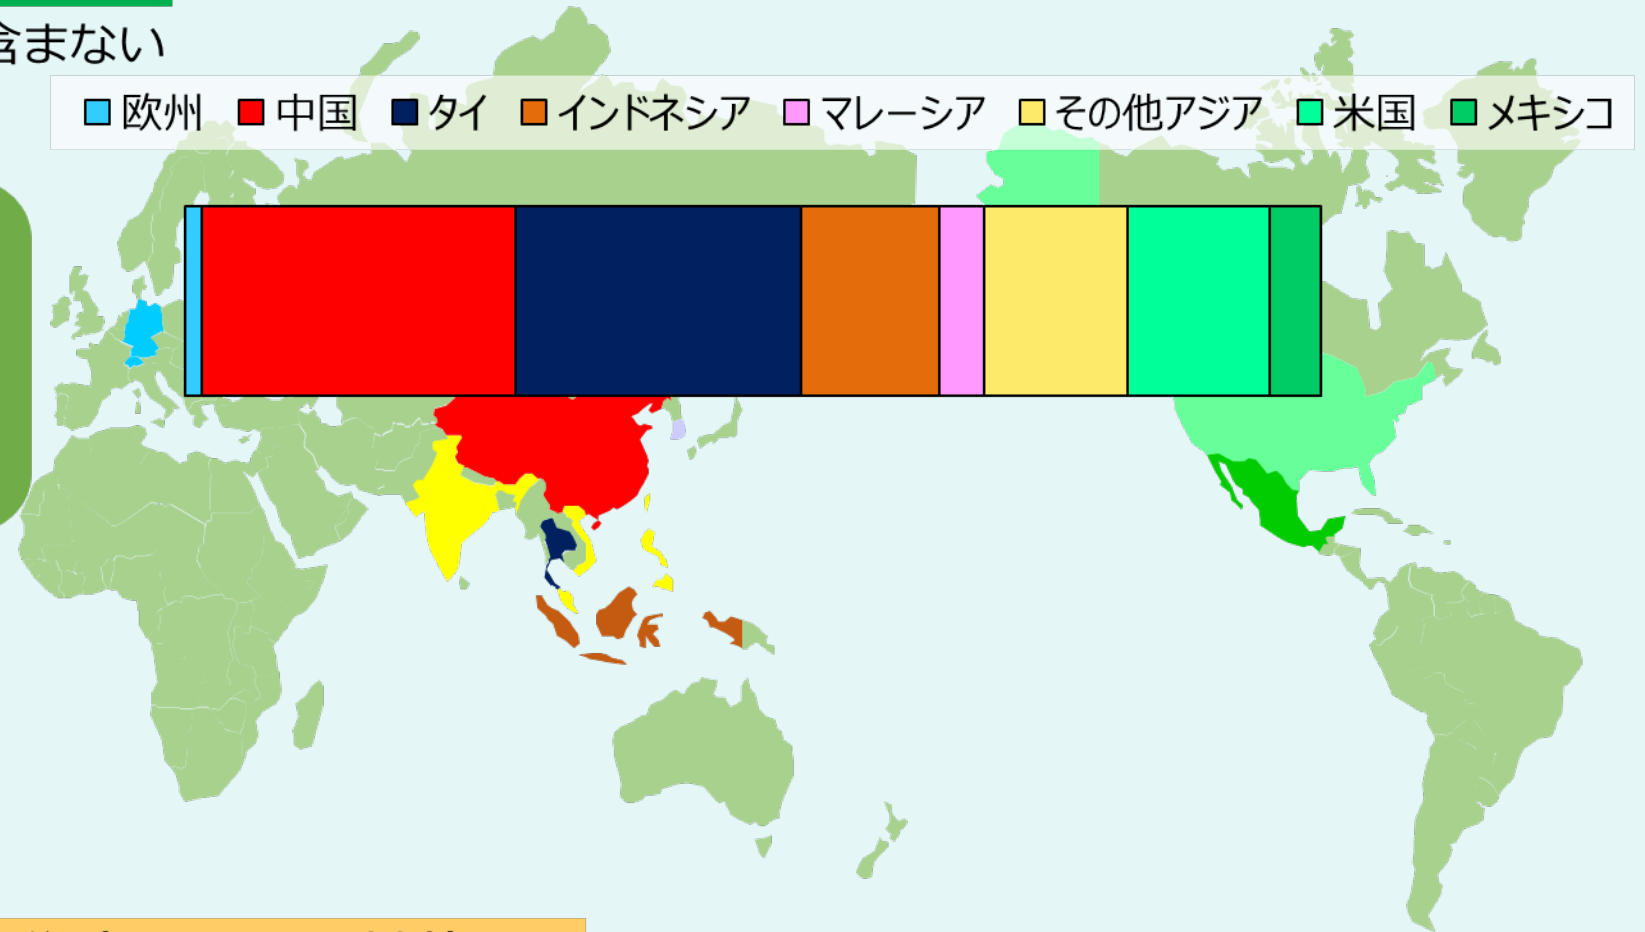 含まない
欧州 中国 タイ インドネシア マレーシア その他アジア 米国 メキシコ